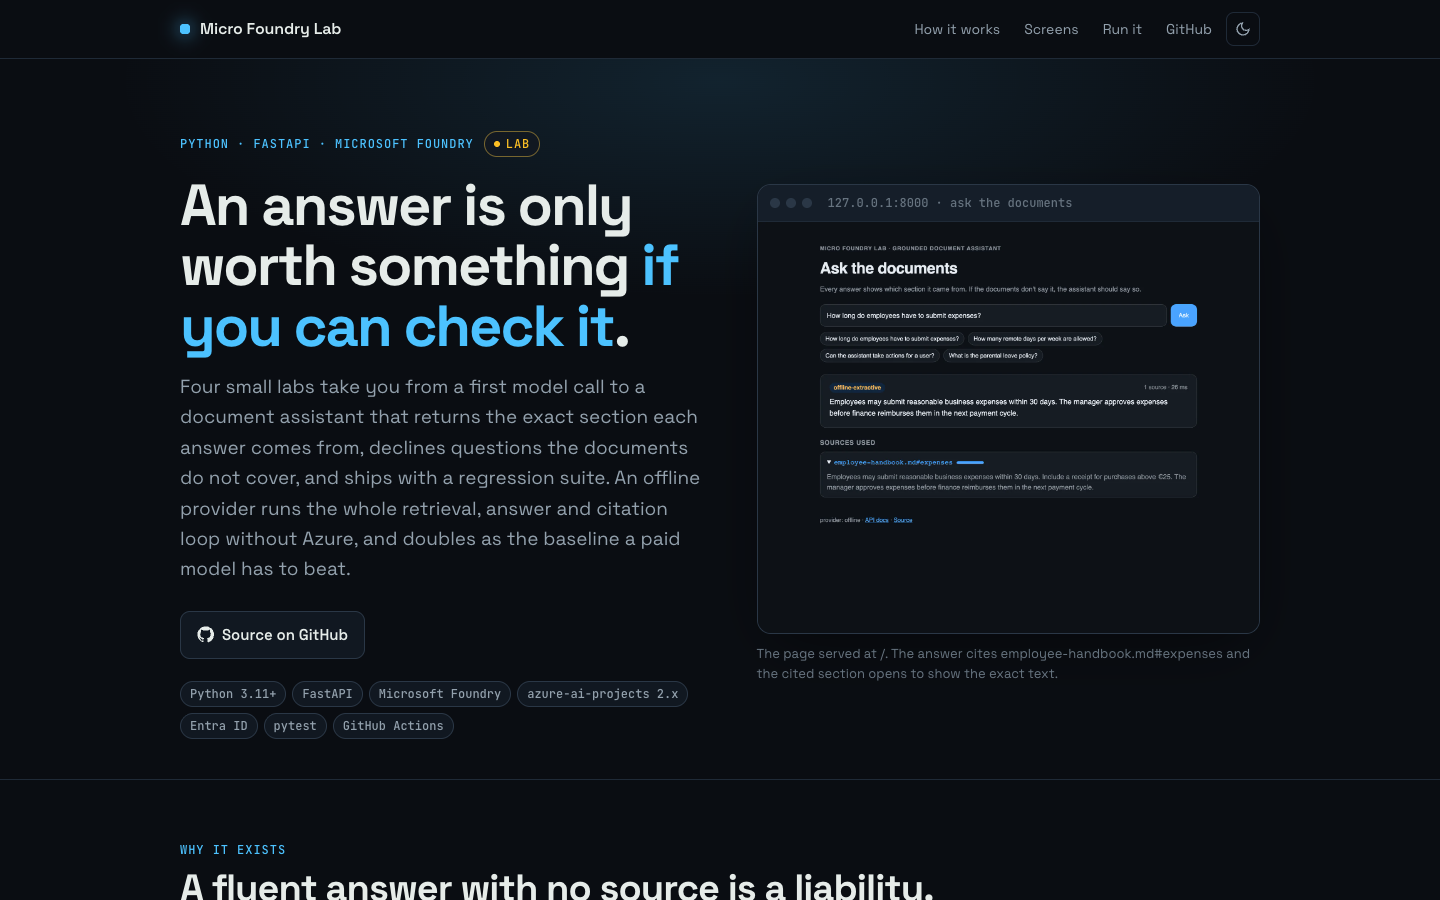 Micro Foundry Lab
How it works
Screens
Run it
GitHub
PYTHON · FASTAPI · MICROSOFT FOUNDRY
LAB
An answer is only
worth something if
you can check it.
Four small labs take you from a first model call to a
document assistant that returns the exact section each
answer comes from, declines questions the documents
do not cover, and ships with a regression suite. An offline
provider runs the whole retrieval, answer and citation
loop without Azure, and doubles as the baseline a paid
model has to beat.
Source on GitHub
Python 3.11+
FastAPI
Microsoft Foundry
azure-ai-projects 2.x
Entra ID
pytest
GitHub Actions
127.0.0.1:8000 · ask the documents
MICRO FOUNDRY LAB · GROUNDED DOCUMENT ASSISTANT
Ask the documents
Every answer shows which section it came from. If the documents don't say it, the assistant should say so.
How long do employees have to submit expenses?
Ask
How long do employees have to submit expenses?
How many remote days per week are allowed?
Can the assistant take actions for a user?
What is the parental leave policy?
offline-extractive
1 source · 26 ms
Employees may submit reasonable business expenses within 30 days. The manager approves expenses
before finance reimburses them in the next payment cycle.
SOURCES USED
employee-handbook.md#expenses
Employees may submit reasonable business expenses within 30 days. Include a receipt for purchases above €25. The
manager approves expenses before finance reimburses them in the next payment cycle.
provider: offline · API docs · Source
The page served at /. The answer cites employee-handbook.md#expenses and
the cited section opens to show the exact text.
WHY IT EXISTS
A fluent answer with no source is a liability.